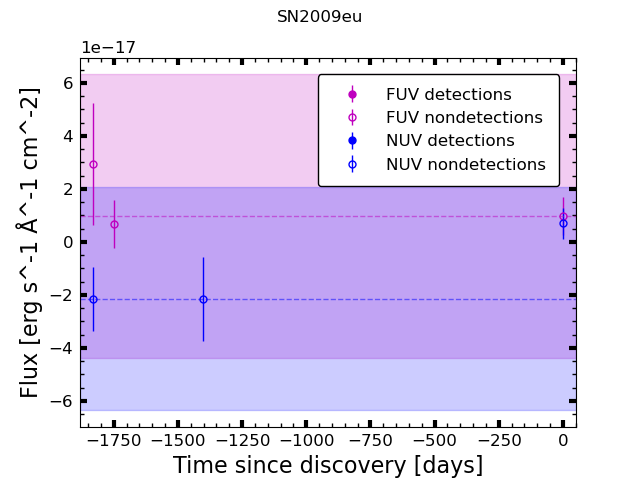 SN2009eu
1e−17
6
4
2
0
−2
−4
−6
Flux [erg s^-1 Å^-1 cm^-2]
FUV detections
FUV nondetections
NUV detections
NUV nondetections
−1750 −1500 −1250 −1000 −750 −500 −250 0
Time since discovery [days]